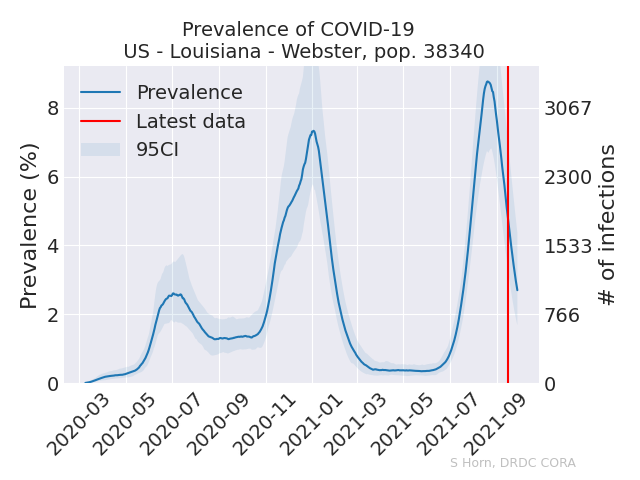 Prevalence of COVID-19
US - Louisiana - Webster, pop. 38340
Prevalence
Latest data
95CI
Prevalence (%)
8
6
4
2
0
3067
2300
1533
766
0
# of infections
2020-03
2020-05
2020-07
2020-09
2020-11
2021-01
2021-03
2021-05
2021-07
2021-09
S Horn, DRDC CORA